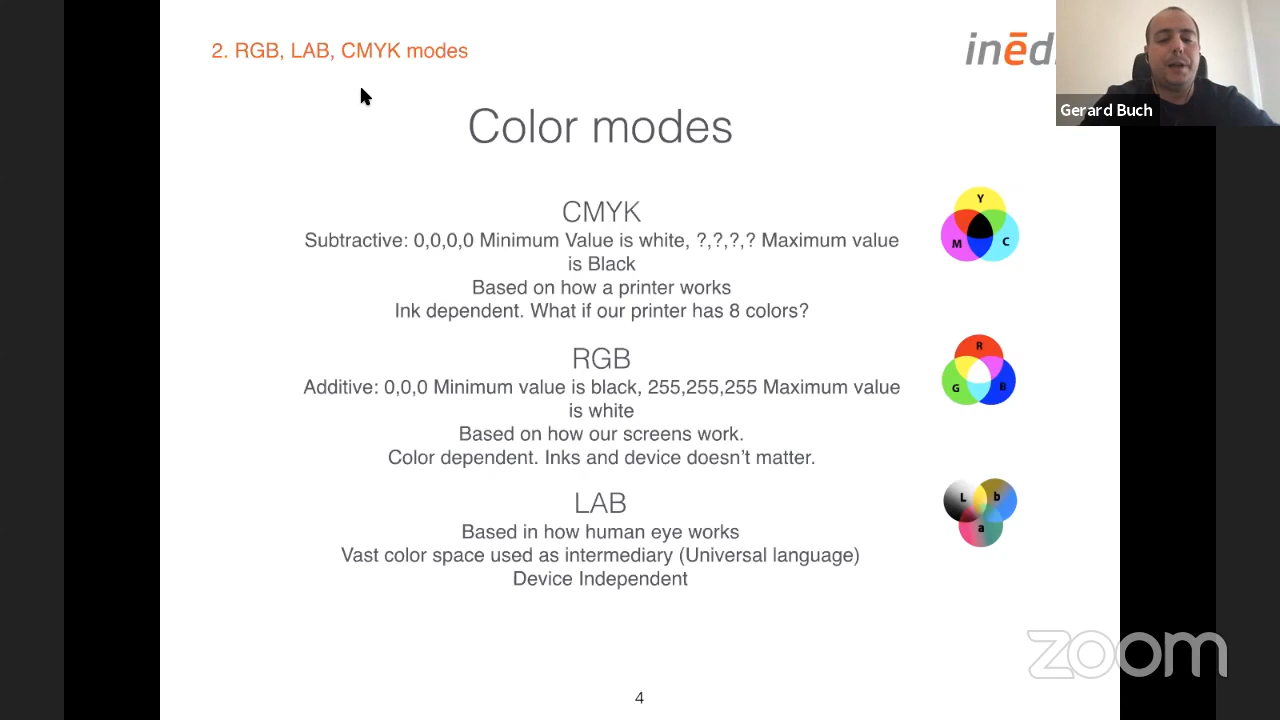 2. RGB, LAB, CMYK modes
inēd
Gerard Buch
Color modes
CMYK
Subtractive: 0,0,0,0 Minimum Value is white, ?,?,?,? Maximum value
is Black
Based on how a printer works
Ink dependent. What if our printer has 8 colors?
Y
M
C
RGB
Additive: 0,0,0 Minimum value is black, 255,255,255 Maximum value
is white
Based on how our screens work.
Color dependent. Inks and device doesn't matter.
R
G
B
LAB
Based in how human eye works
Vast color space used as intermediary (Universal language)
Device Independent
L
b
a
zoom
4